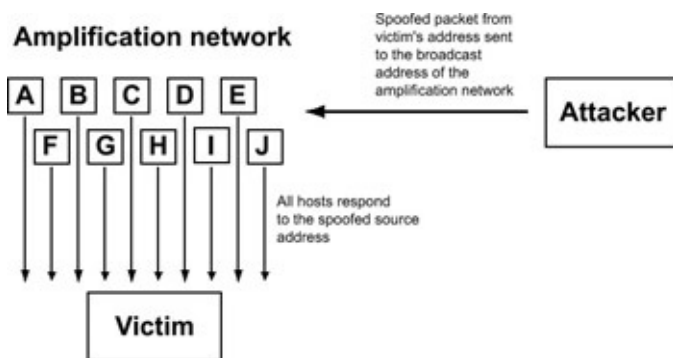 Amplification network
Spoofed packet from
victim's address sent
to the broadcast
address of the
amplification network
A B C D E
Attacker
F G H I J
All hosts respond
to the spoofed source
address
Victim